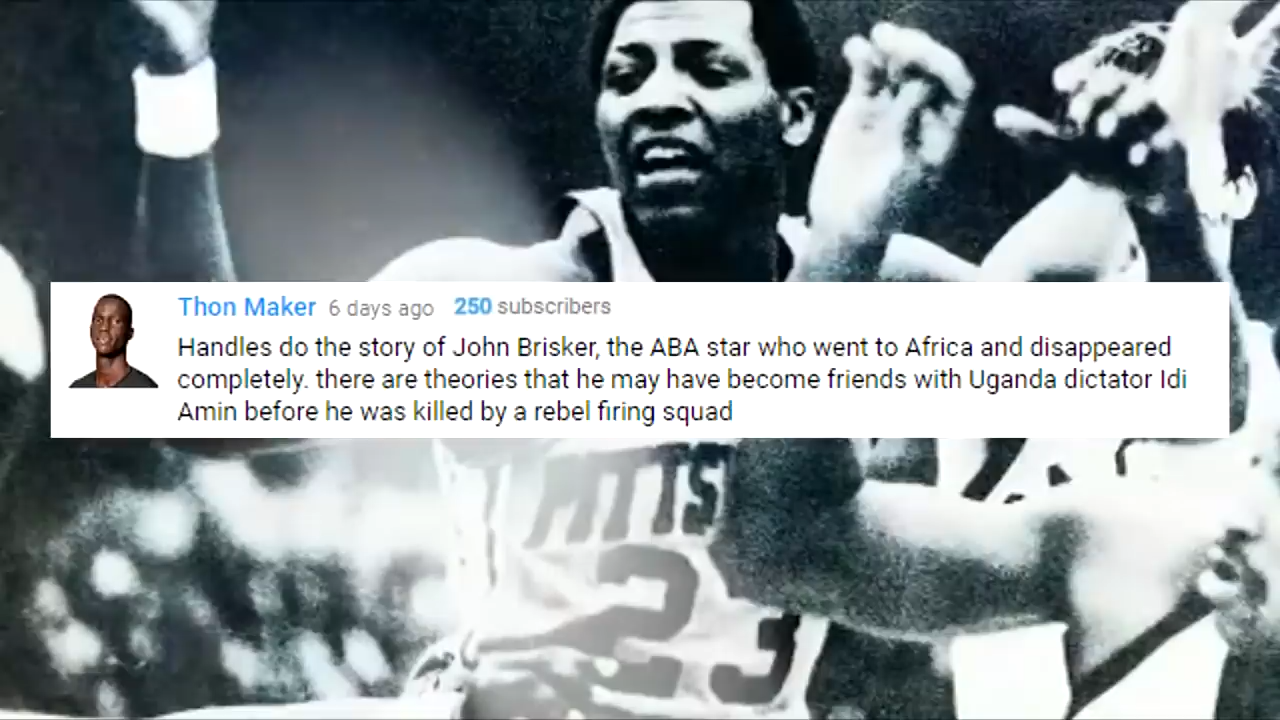 Thon Maker 6 days ago 250 subscribers
Handles do the story of John Brisker, the ABA star who went to Africa and disappeared
completely. there are theories that he may have become friends with Uganda dictator Idi
Amin before he was killed by a rebel firing squad
PITTS
23